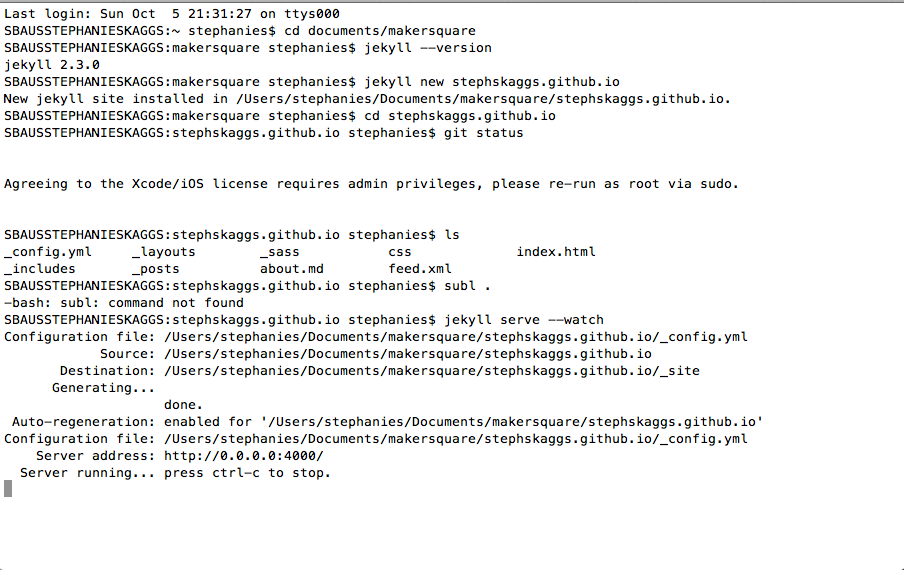 Last login: Sun Oct  5 21:31:27 on ttys000
SBAUSSTEPHANIESKAGGS:~ stephanies$ cd documents/makersquare
SBAUSSTEPHANIESKAGGS:makersquare stephanies$ jekyll --version
jekyll 2.3.0
SBAUSSTEPHANIESKAGGS:makersquare stephanies$ jekyll new stephskaggs.github.io
New jekyll site installed in /Users/stephanies/Documents/makersquare/stephskaggs.github.io.
SBAUSSTEPHANIESKAGGS:makersquare stephanies$ cd stephskaggs.github.io
SBAUSSTEPHANIESKAGGS:stephskaggs.github.io stephanies$ git status
Agreeing to the Xcode/iOS license requires admin privileges, please re-run as root via sudo.
SBAUSSTEPHANIESKAGGS:stephskaggs.github.io stephanies$ ls
_config.yml     _layouts        _sass           css             index.html
_includes       _posts          about.md        feed.xml
SBAUSSTEPHANIESKAGGS:stephskaggs.github.io stephanies$ subl .
-bash: subl: command not found
SBAUSSTEPHANIESKAGGS:stephskaggs.github.io stephanies$ jekyll serve --watch
Configuration file: /Users/stephanies/Documents/makersquare/stephskaggs.github.io/_config.yml
            Source: /Users/stephanies/Documents/makersquare/stephskaggs.github.io
       Destination: /Users/stephanies/Documents/makersquare/stephskaggs.github.io/_site
      Generating...
                    done.
 Auto-regeneration: enabled for '/Users/stephanies/Documents/makersquare/stephskaggs.github.io'
Configuration file: /Users/stephanies/Documents/makersquare/stephskaggs.github.io/_config.yml
    Server address: http://0.0.0.0:4000/
  Server running... press ctrl-c to stop.